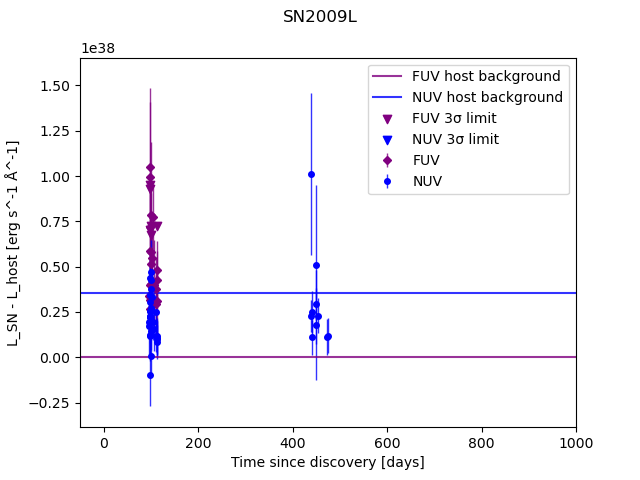 SN2009L
1e38
L_SN - L_host [erg s^-1 Å^-1]
1.50
1.25
1.00
0.75
0.50
0.25
0.00
−0.25
FUV host background
NUV host background
FUV 3σ limit
NUV 3σ limit
FUV
NUV
0 200 400 600 800 1000
Time since discovery [days]